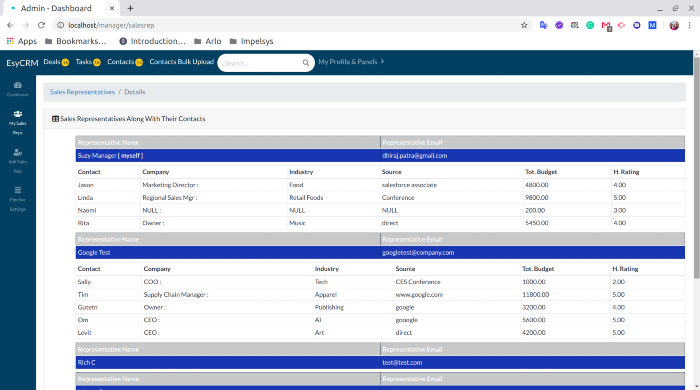 Admin - Dashboard
localhost/manager/salesrep
Apps Bookmarks... Introduction... Arlo Impelsys
EsyCRM Deals Tasks Contacts Contacts Bulk Upload Search... My Profile & Panels
Dashboard
My Sales
Reps
Add Sales
Rep
Pipeline
Settings
Sales Representatives / Details
Sales Representatives Along With Their Contacts
Representative Name Representative Email
Suzy Manager [ myself ] dhiraj.patra@gmail.com
Contact Company Industry Source Tot. Budget H. Rating
Jason Marketing Director : Food salesforce associate 4800.00 4.00
Linda Regional Sales Mgr : Retail Foods Conference 9800.00 5.00
Naomi NULL : NULL NULL 200.00 3.00
Rita Owner : Music direct 5450.00 4.00
Representative Name Representative Email
Google Test googletest@company.com
Contact Company Industry Source Tot. Budget H. Rating
Sally COO : Tech CES Conference 1000.00 2.00
Tim Supply Chain Manager : Apparel www.google.com 11800.00 5.00
Gutetn Owner : Publishing google 3200.00 4.00
Om CEO : AI gooogle 5600.00 5.00
Levit CEO : Art direct 4200.00 5.00
Representative Name Representative Email
Rich C test@test.com
Representative Name Representative Email